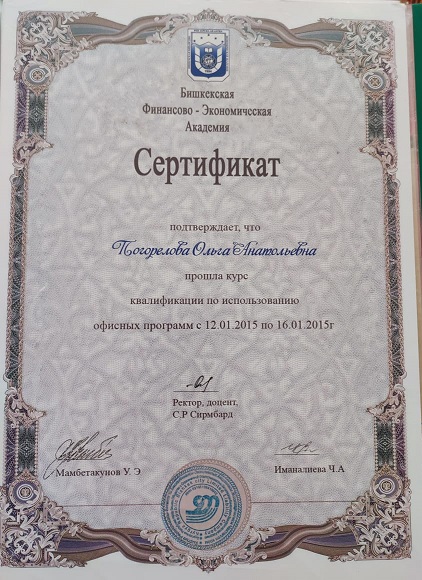 Бишкекская
Финансово - Экономическая
Академия
Сертификат
подтверждает, что
Погорелова Ольга Анатольевна
прошла курс
квалификации по использованию
офисных программ с 12.01.2015 по 16.01.2015г
Ректор, доцент,
С.Р Сирмбард
Мамбетакунов У. Э
Иманалиева Ч.А